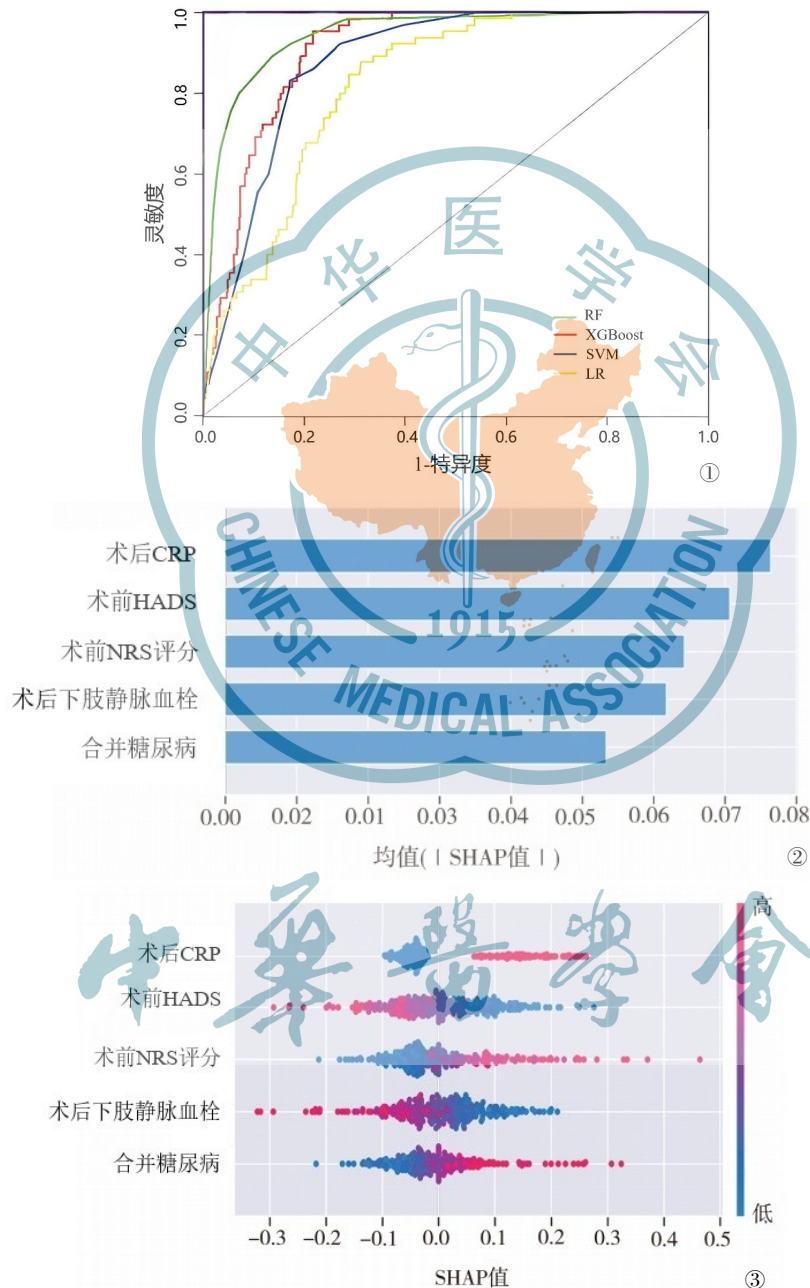 1.0
0.8
0.6
0.4
0.2
0.0
灵敏度
RF
XGBoost
SVM
LR
0.0 0.2 0.4 0.6 0.8 1.0
1-特异度
①
中华医学会
CHINESE MEDICAL ASSOCIATION
1915
术后CRP
术前HADS
术前NRS评分
术后下肢静脉血栓
合并糖尿病
0.00 0.02 0.01 0.03 0.04 0.05 0.06 0.07 0.08
均值(|SHAP值|)
②
中華醫學會
高
术后CRP
术前HADS
术前NRS评分
术后下肢静脉血栓
合并糖尿病
低
-0.3 -0.2 -0.1 0.0 0.1 0.2 0.3 0.4 0.5
SHAP值
③